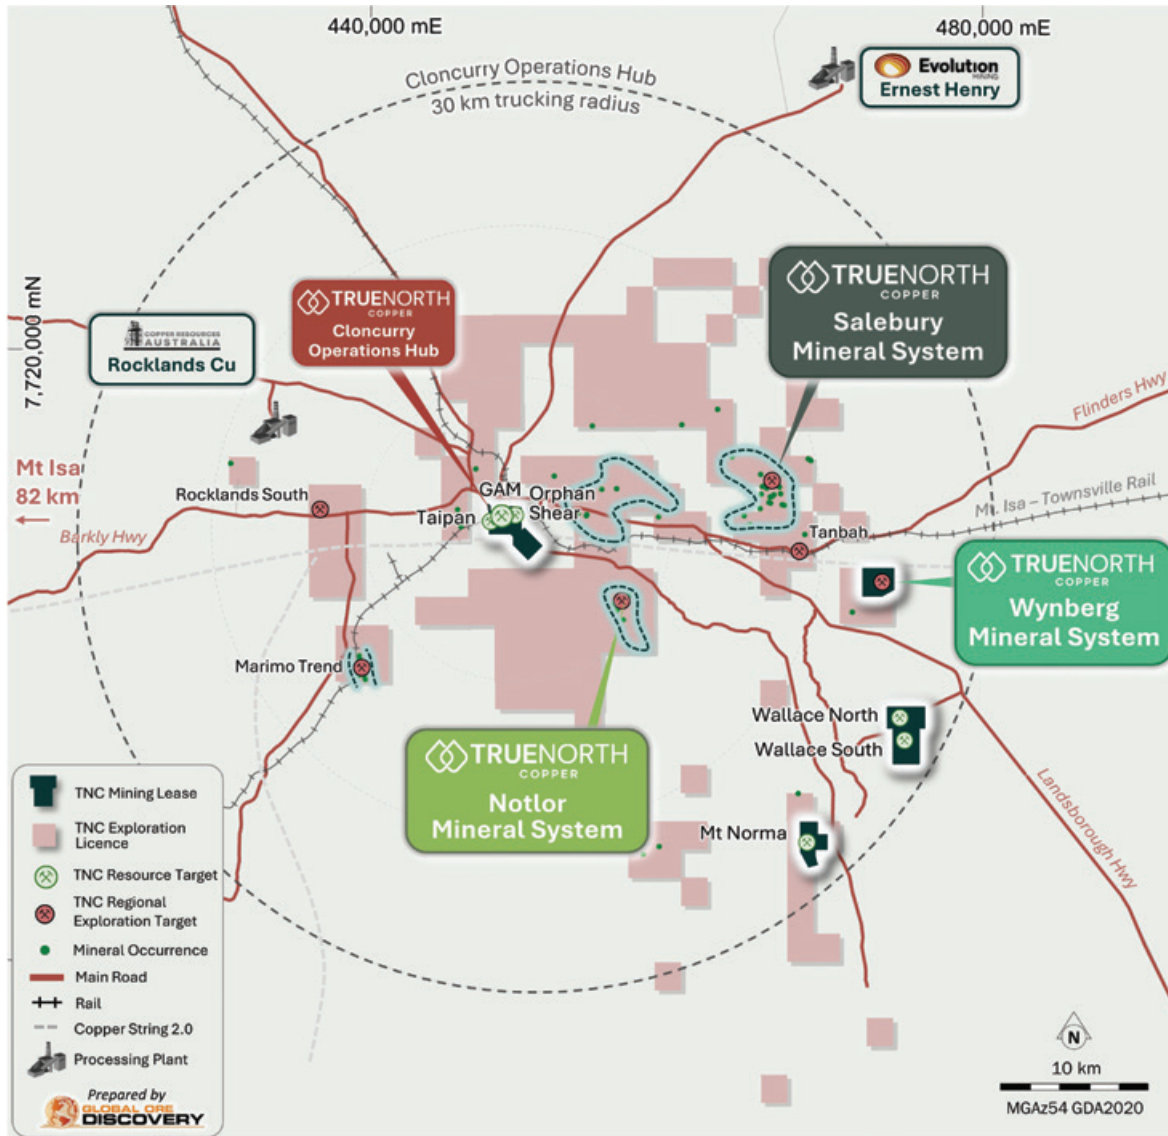 440,000 mE
480,000 mE
7,720,000 mN
Cloncurry Operations Hub
30 km trucking radius
Evolution
MINING
Ernest Henry
TRUENORTH
COPPER
Cloncurry
Operations Hub
TRUENORTH
COPPER
Salebury
Mineral System
COPPER RESOURCES
AUSTRALIA
Rocklands Cu
Flinders Hwy
Mt Isa
82 km
Rocklands South
GAM
Orphan
Shear
Taipan
Mt. Isa – Townsville Rail
Barkly Hwy
Tanbah
TRUENORTH
COPPER
Wynberg
Mineral System
Marimo Trend
Wallace North
Wallace South
TRUENORTH
COPPER
Notlor
Mineral System
Mt Norma
Landsborough Hwy
TNC Mining Lease
TNC Exploration
Licence
TNC Resource Target
TNC Regional
Exploration Target
Mineral Occurrence
Main Road
Rail
Copper String 2.0
Processing Plant
Prepared by
GLOBAL ORE
DISCOVERY
N
10 km
MGAz54 GDA2020